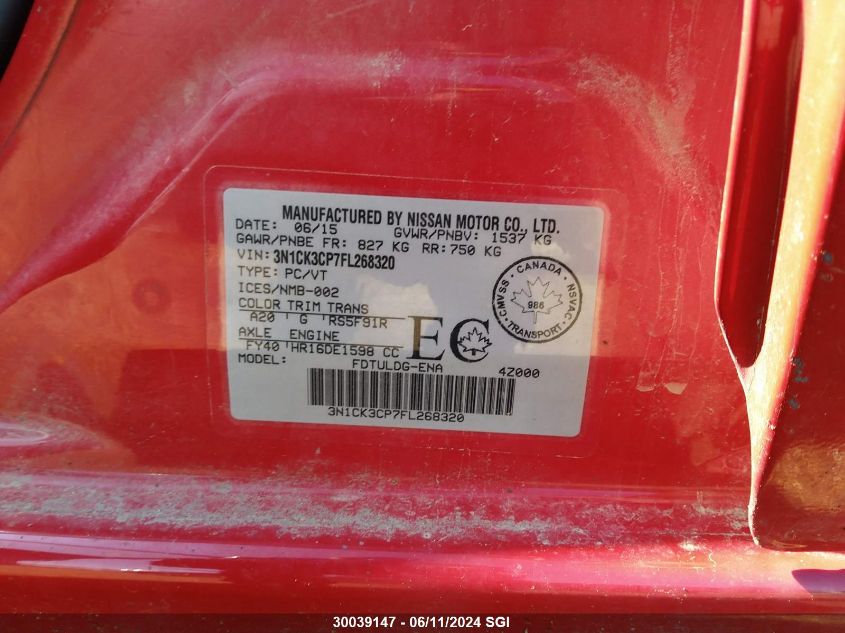 MANUFACTURED BY NISSAN MOTOR CO., LTD.
DATE: 06/15 GVWR/PNBV: 1537 KG
GAWR/PNBE FR: 827 KG RR: 750 KG
VIN: 3N1CK3CP7FL268320
TYPE: PC/VT
ICES/NMB-002
COLOR TRIM TRANS
A20 G RS5F91R
AXLE ENGINE
FY40 HR16DE1598 CC
MODEL: FDTULDG-ENA 4Z000
EC
CANADA
CMVSS NSVAC
986
TRANSPORT
3N1CK3CP7FL268320
30039147 - 06/11/2024 SGI